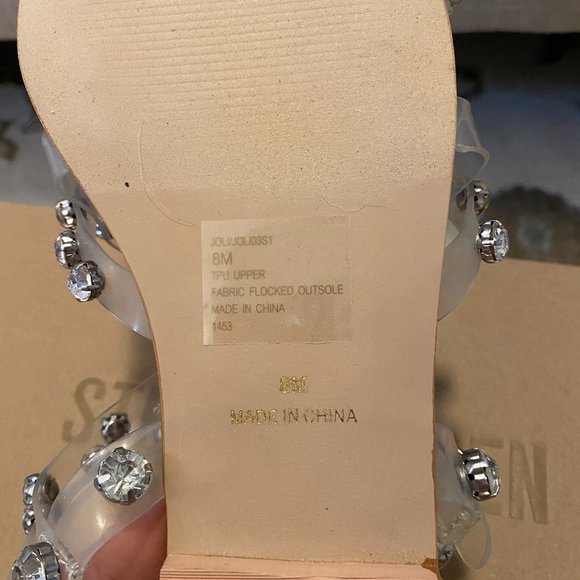 JOLI/JOLI03S1
8M
TPU UPPER
FABRIC FLOCKED OUTSOLE
MADE IN CHINA
1453
8M
MADE IN CHINA